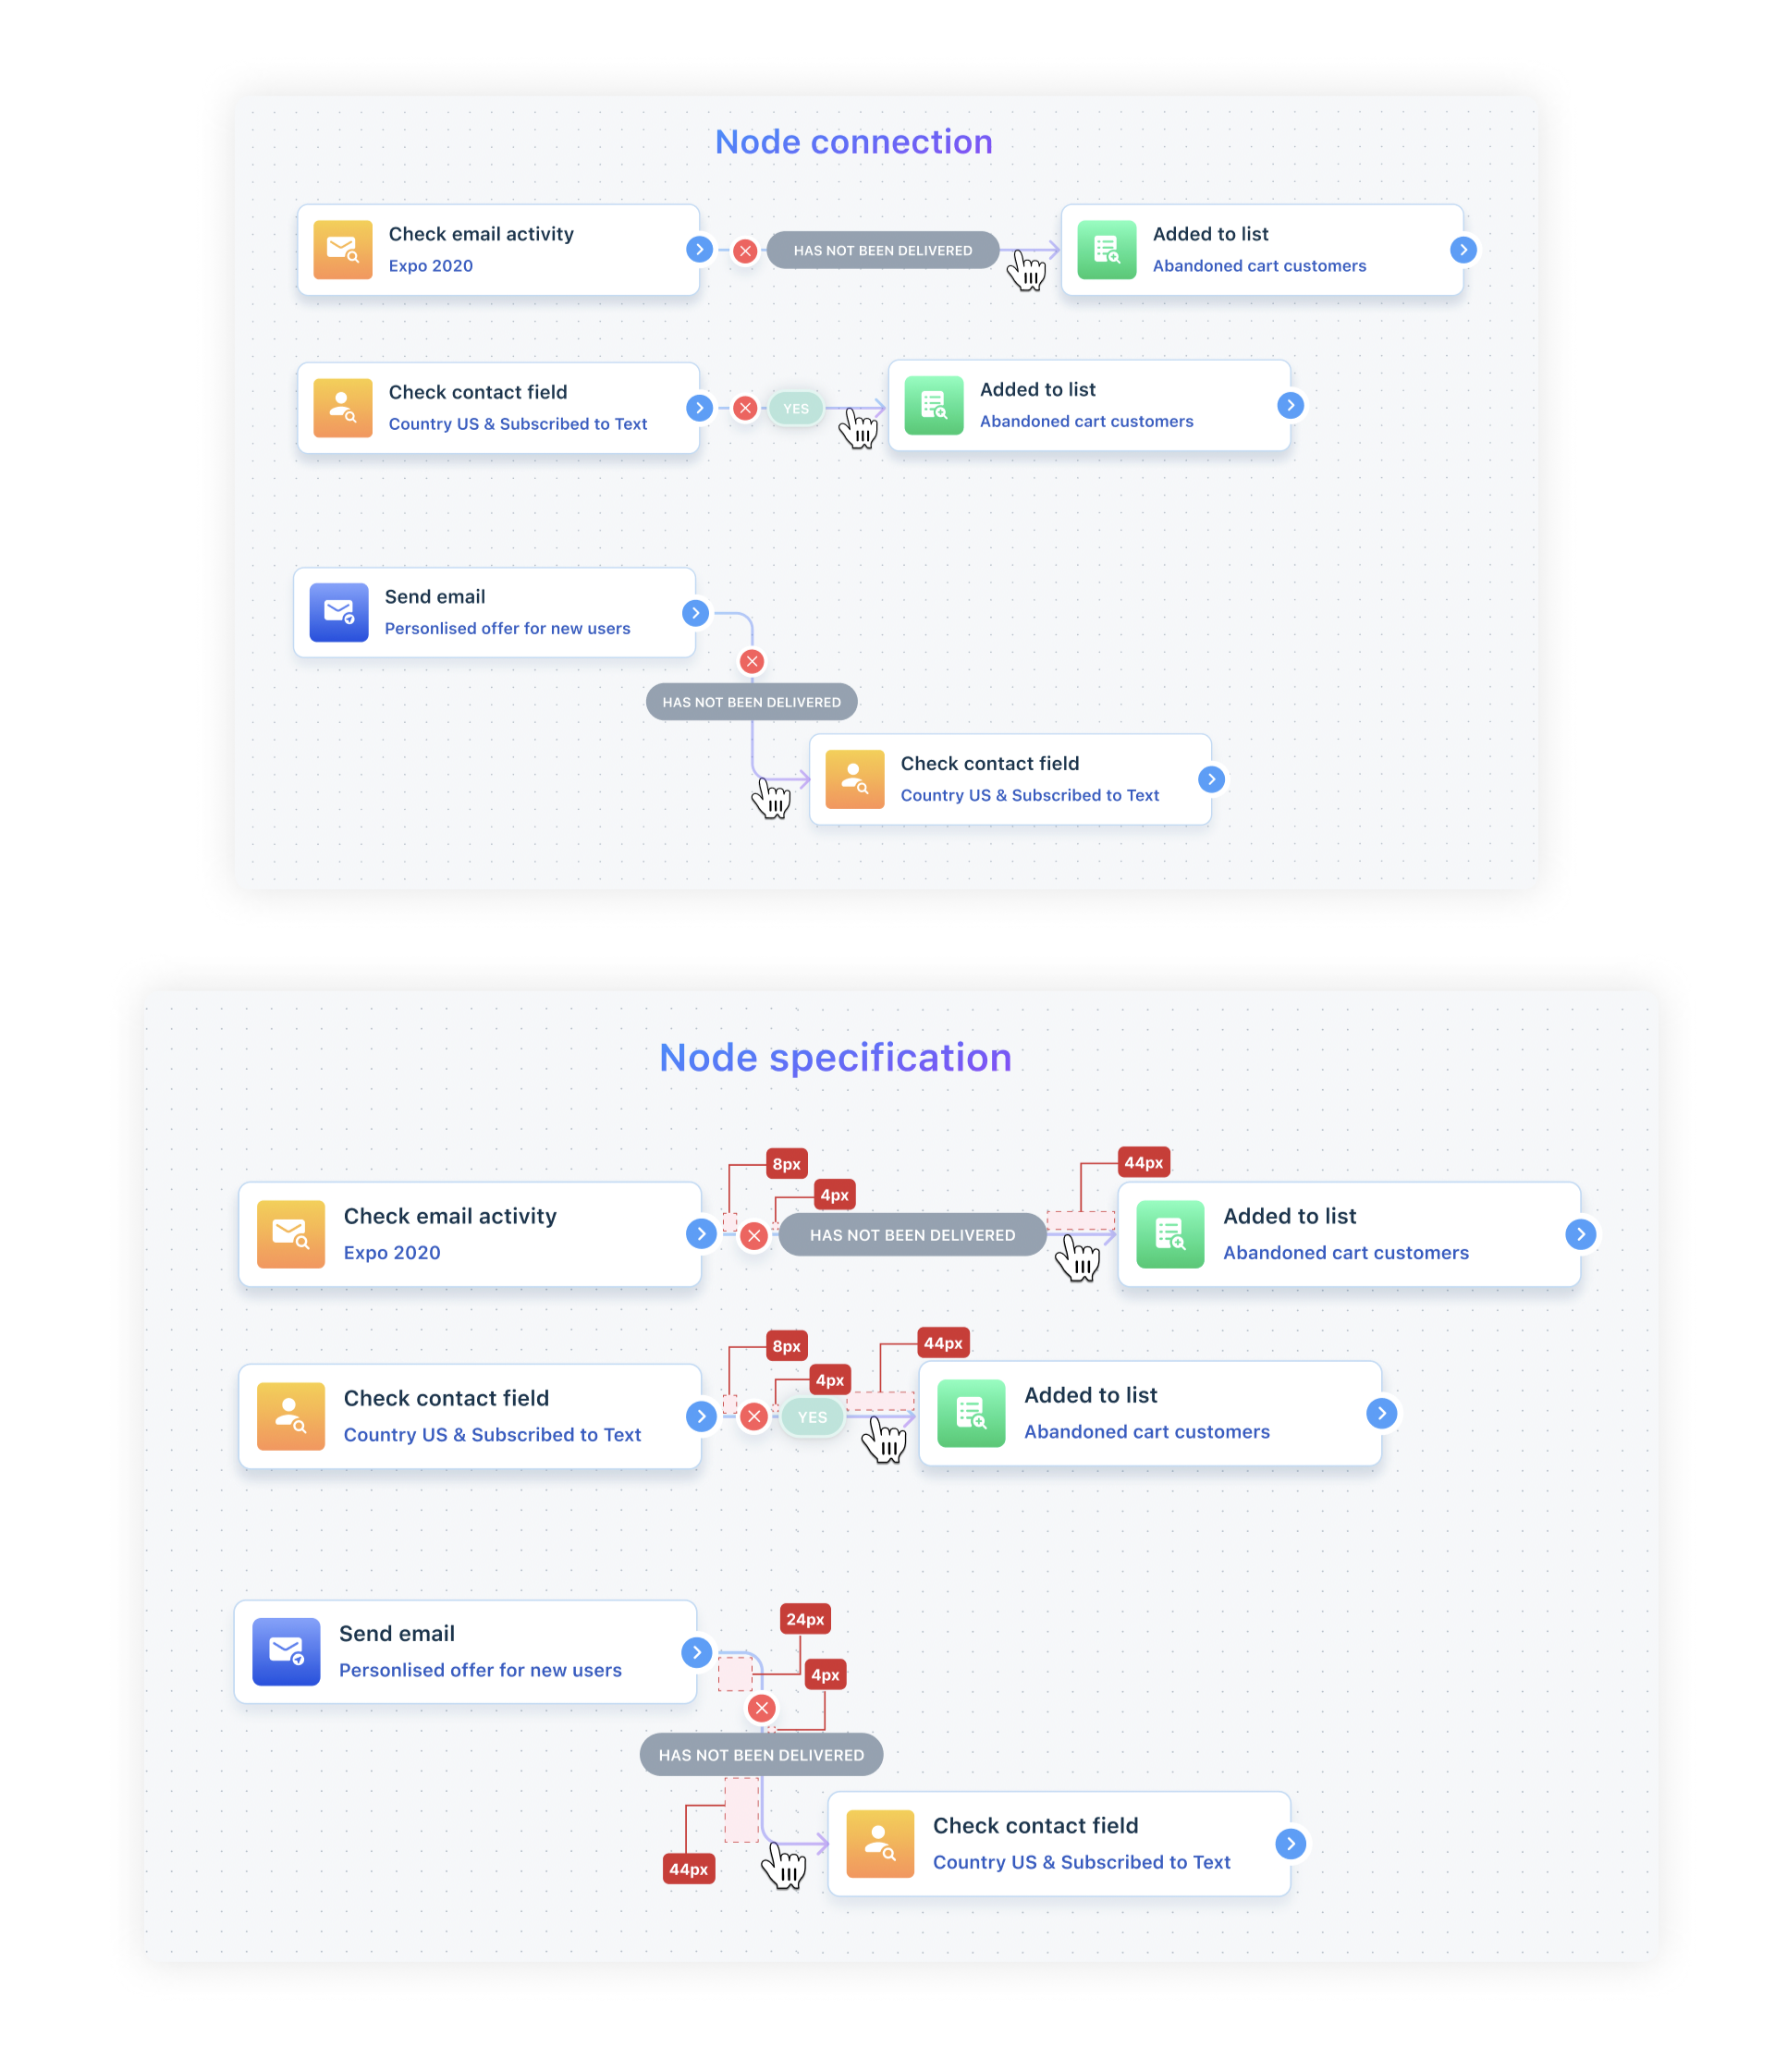 Node connection
Check email activity
Expo 2020
HAS NOT BEEN DELIVERED
Added to list
Abandoned cart customers
Check contact field
Country US & Subscribed to Text
YES
Added to list
Abandoned cart customers
Send email
Personlised offer for new users
HAS NOT BEEN DELIVERED
Check contact field
Country US & Subscribed to Text
Node specification
8px
4px
44px
Check email activity
Expo 2020
HAS NOT BEEN DELIVERED
Added to list
Abandoned cart customers
8px
4px
44px
Check contact field
Country US & Subscribed to Text
YES
Added to list
Abandoned cart customers
Send email
Personlised offer for new users
24px
4px
HAS NOT BEEN DELIVERED
44px
Check contact field
Country US & Subscribed to Text